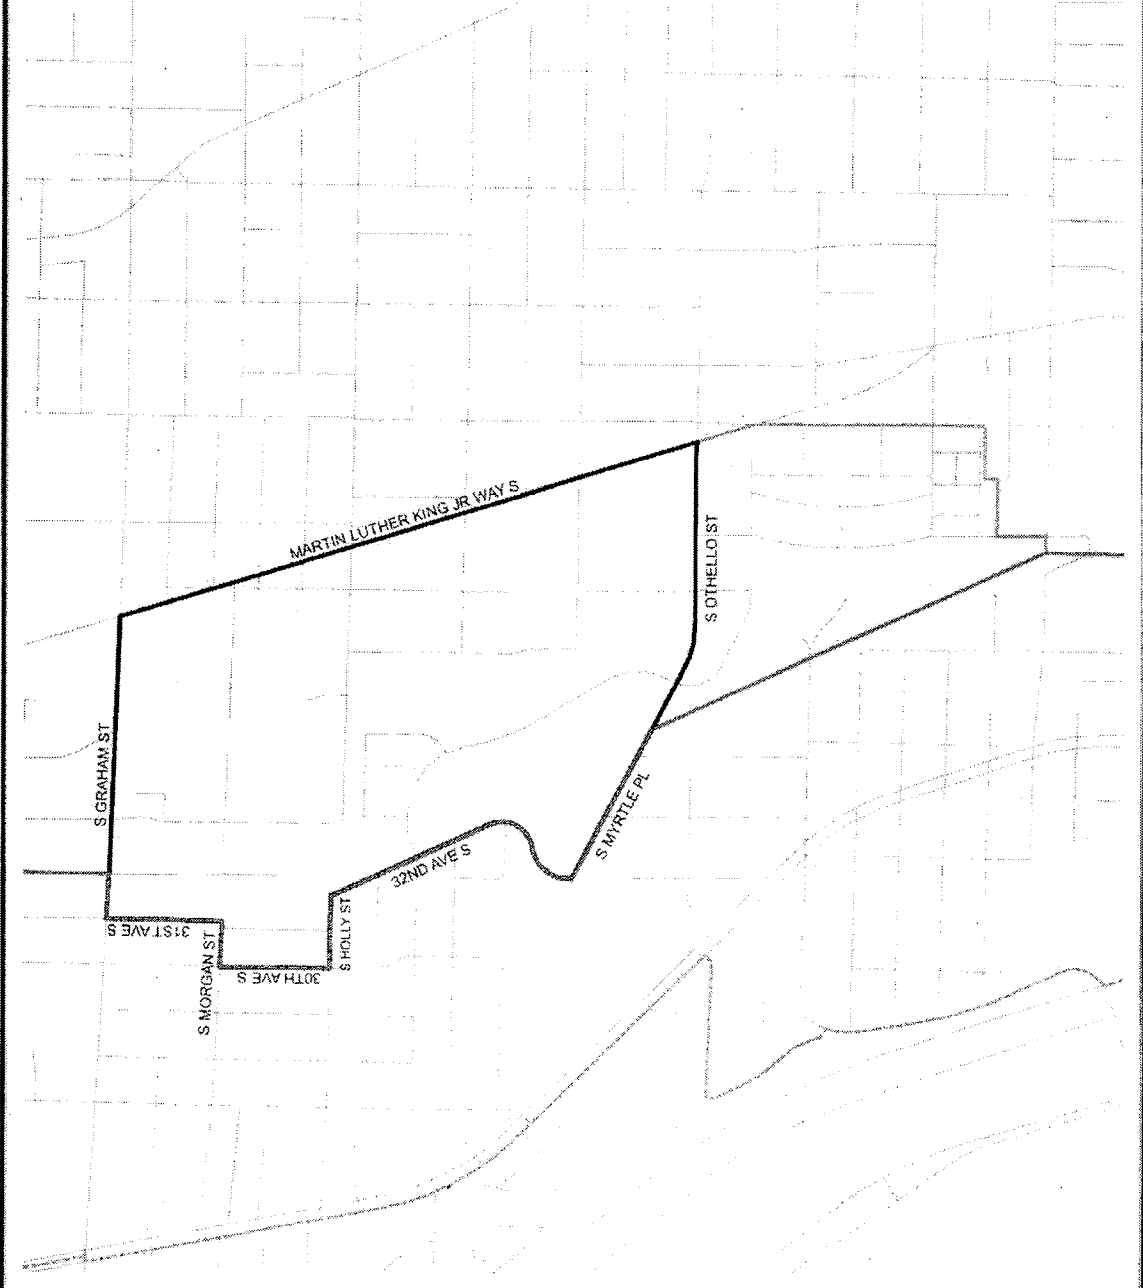 MARTIN LUTHER KING JR WAY S
S OTHELLO ST
S GRAHAM ST
S MYRTLE PL
32ND AVE S
S HOLLY ST
31ST AVE S
S MORGAN ST
30TH AVE S